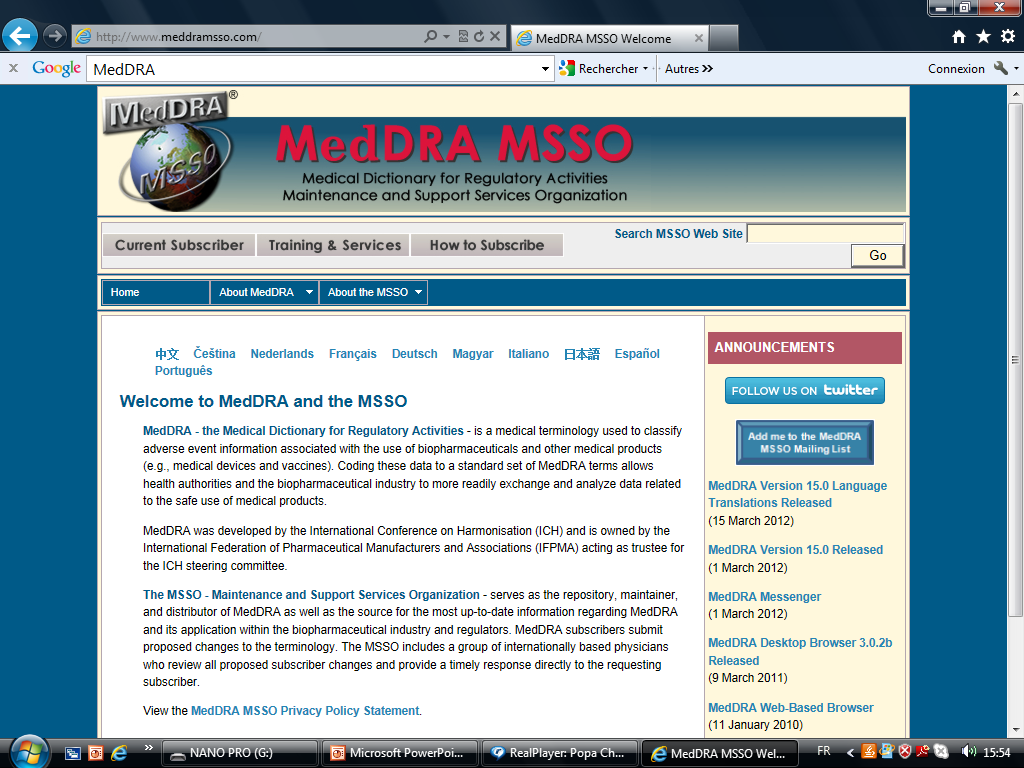 http://www.meddramsso.com/
MedDRA MSSO Welcome
x Google MedDRA Rechercher Autres >> Connexion
MedDRA®
MSSO
MedDRA MSSO
Medical Dictionary for Regulatory Activities
Maintenance and Support Services Organization
Current Subscriber Training & Services How to Subscribe
Search MSSO Web Site
Go
Home About MedDRA About the MSSO
中文 Čeština Nederlands Français Deutsch Magyar Italiano 日本語 Español
Português
Welcome to MedDRA and the MSSO
MedDRA - the Medical Dictionary for Regulatory Activities - is a medical terminology used to classify
adverse event information associated with the use of biopharmaceuticals and other medical products
(e.g., medical devices and vaccines). Coding these data to a standard set of MedDRA terms allows
health authorities and the biopharmaceutical industry to more readily exchange and analyze data related
to the safe use of medical products.
MedDRA was developed by the International Conference on Harmonisation (ICH) and is owned by the
International Federation of Pharmaceutical Manufacturers and Associations (IFPMA) acting as trustee for
the ICH steering committee.
The MSSO - Maintenance and Support Services Organization - serves as the repository, maintainer,
and distributor of MedDRA as well as the source for the most up-to-date information regarding MedDRA
and its application within the biopharmaceutical industry and regulators. MedDRA subscribers submit
proposed changes to the terminology. The MSSO includes a group of internationally based physicians
who review all proposed subscriber changes and provide a timely response directly to the requesting
subscriber.
View the MedDRA MSSO Privacy Policy Statement.
ANNOUNCEMENTS
FOLLOW US ON twitter
Add me to the MedDRA
MSSO Mailing List
MedDRA Version 15.0 Language
Translations Released
(15 March 2012)
MedDRA Version 15.0 Released
(1 March 2012)
MedDRA Messenger
(1 March 2012)
MedDRA Desktop Browser 3.0.2b
Released
(9 March 2011)
MedDRA Web-Based Browser
(11 January 2010)
NANO PRO (G:) Microsoft PowerPoi... RealPlayer: Popa Ch... MedDRA MSSO Wel... FR 15:54